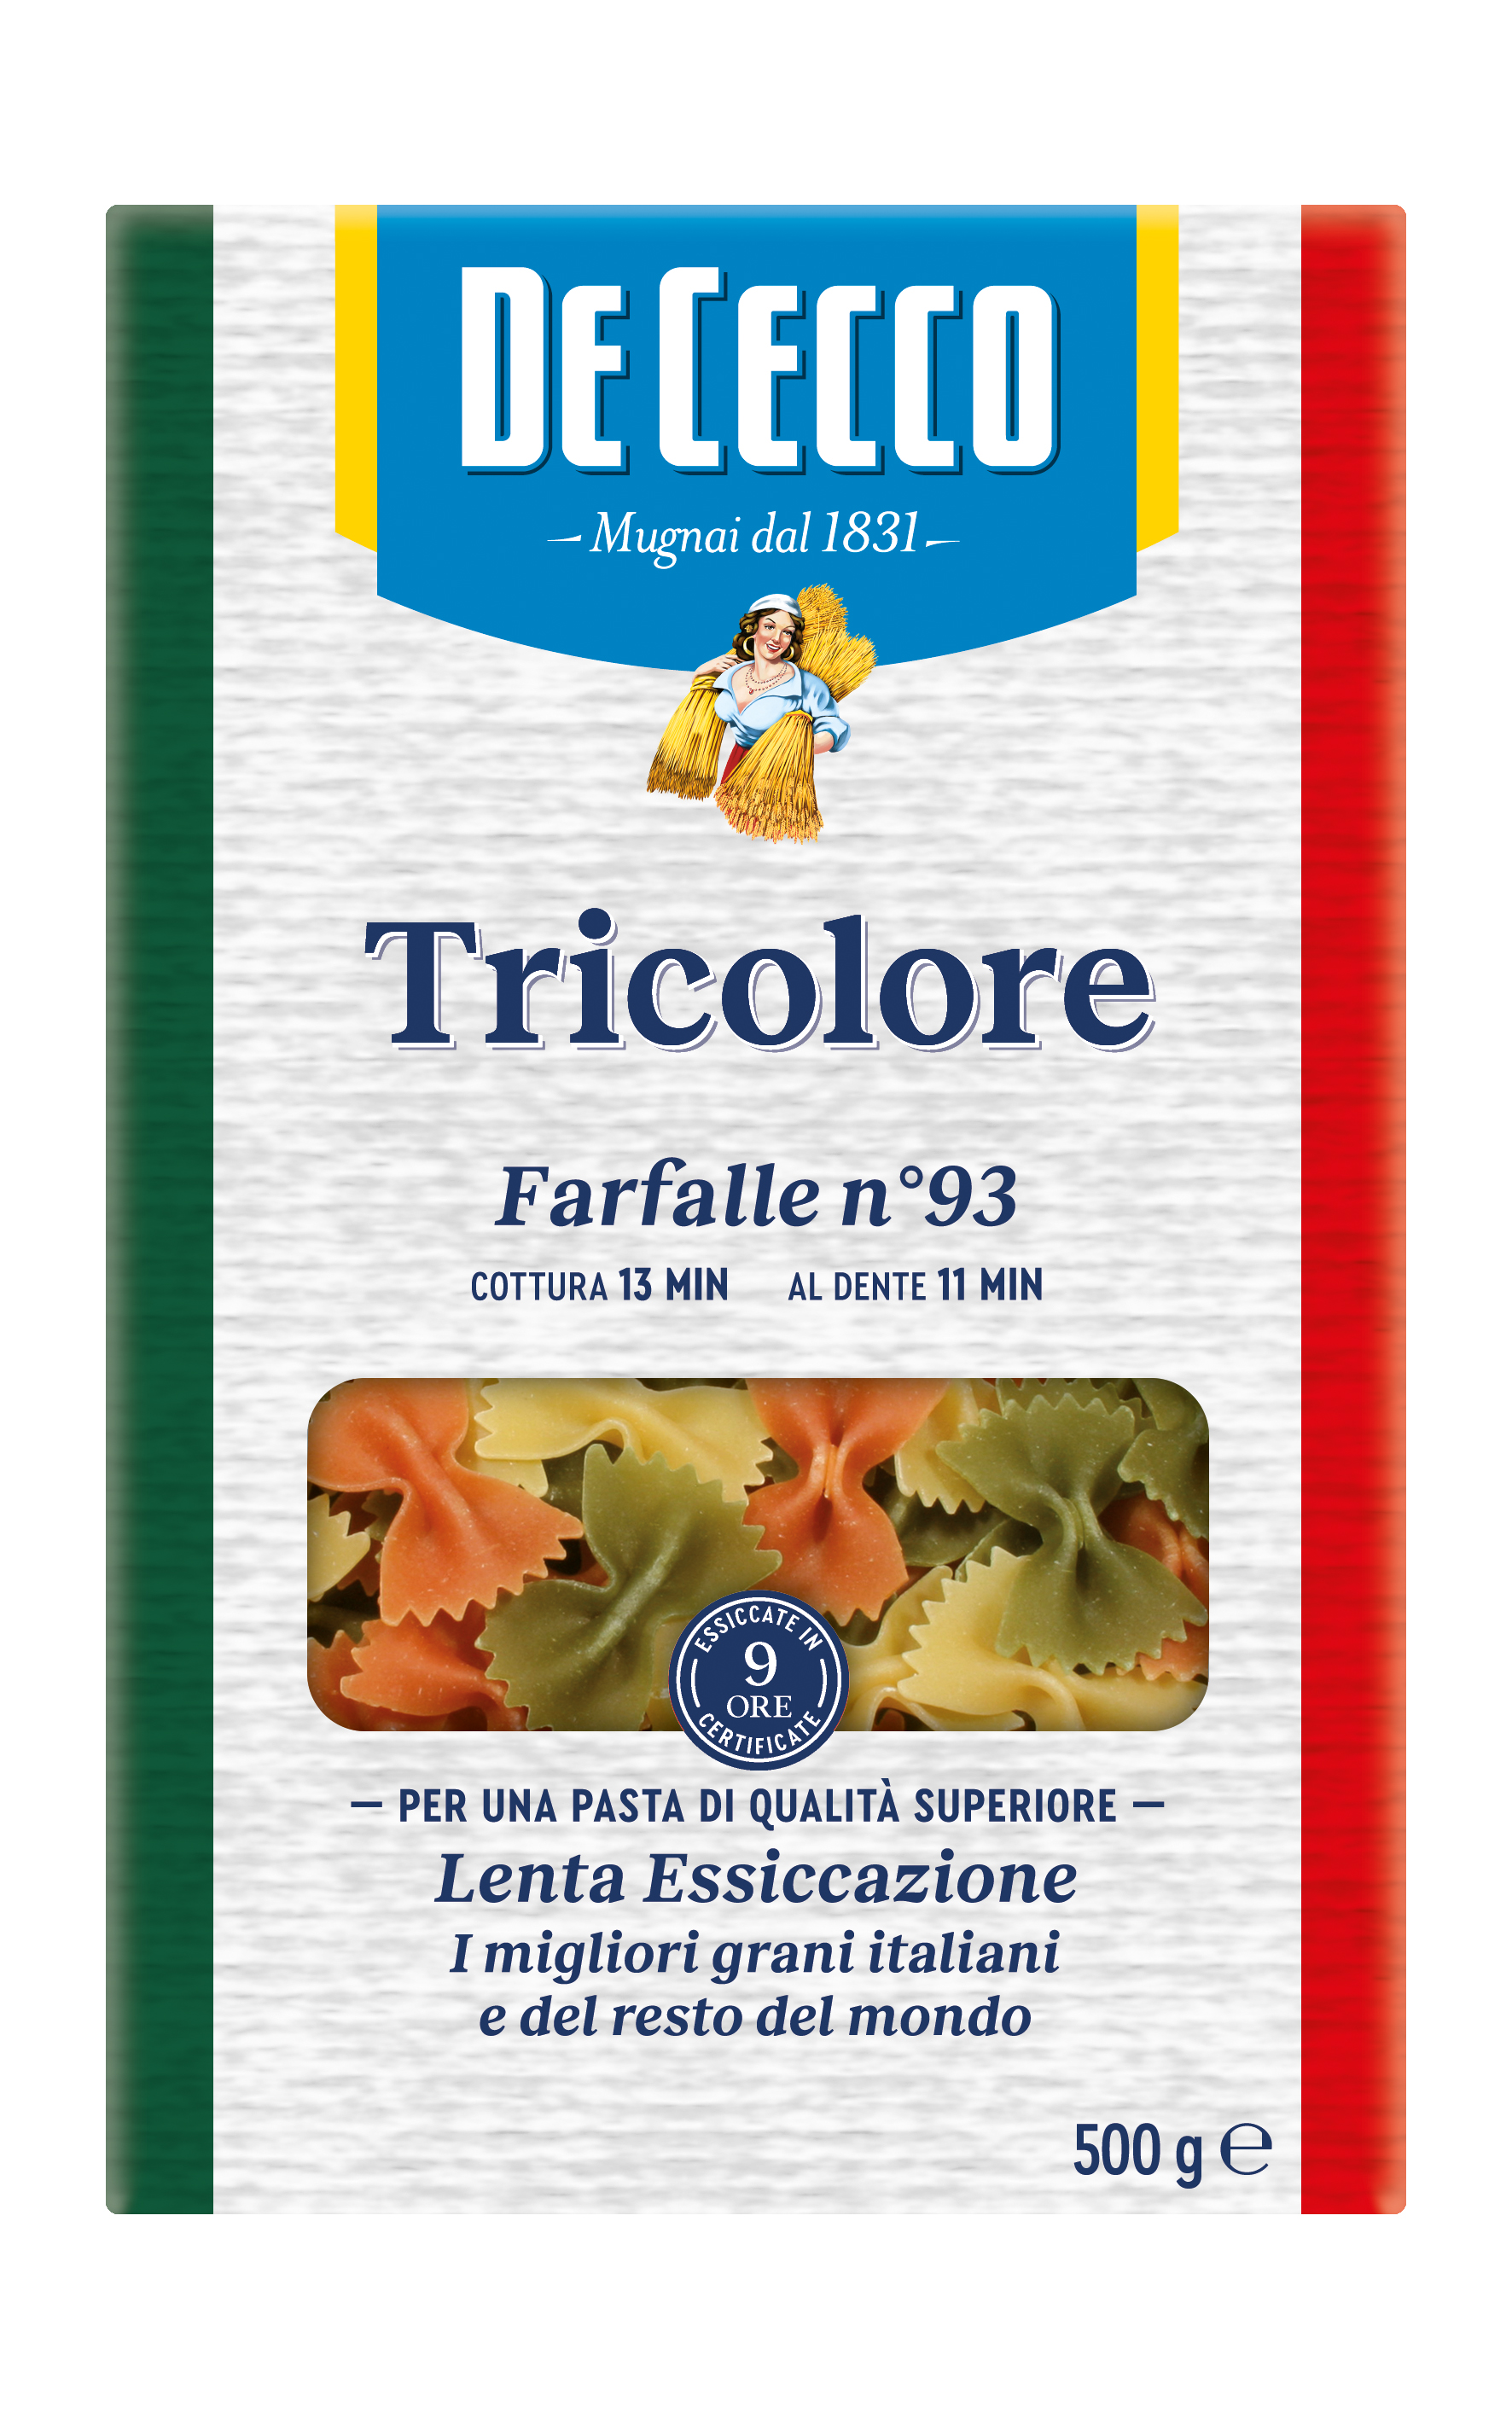 DE CECCO
Mugnai dal 1831
Tricolore
Farfalle n°93
COTTURA 13 MIN AL DENTE 11 MIN
ESSICCATE IN
9
ORE
CERTIFICATE
— PER UNA PASTA DI QUALITÀ SUPERIORE —
Lenta Essiccazione
I migliori grani italiani
e del resto del mondo
500 g ℮